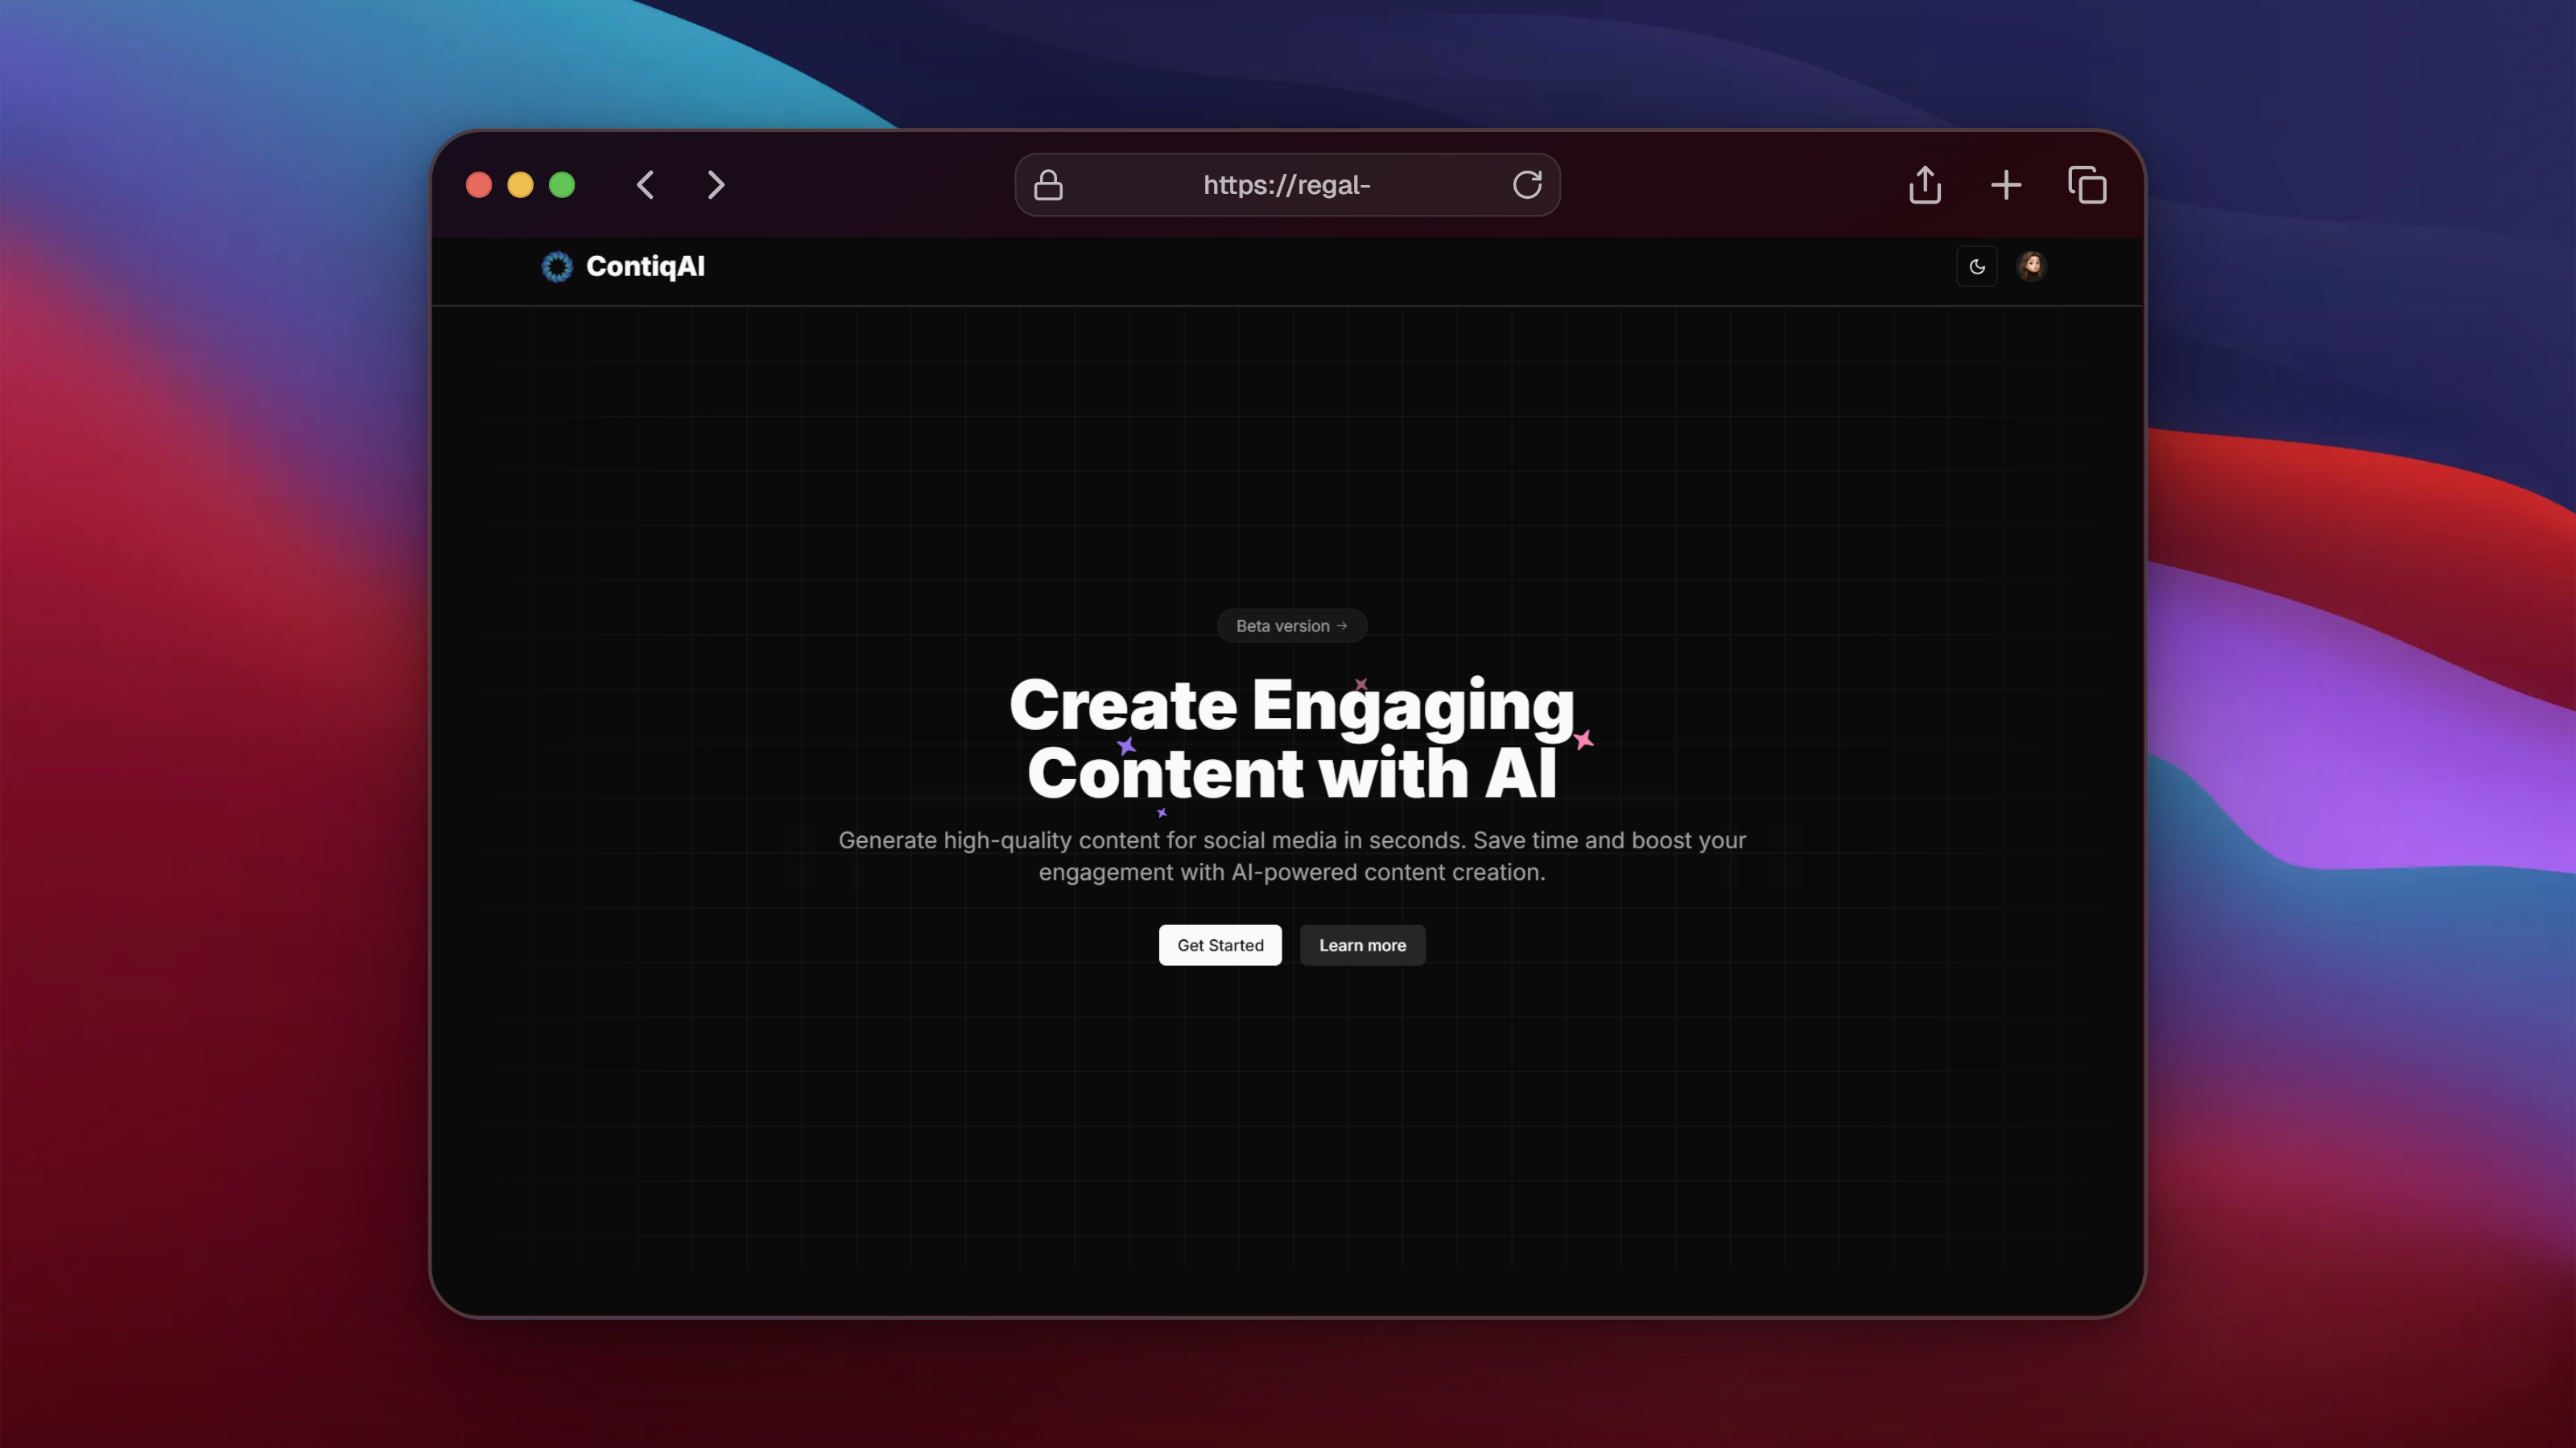 https://regal-
ContiqAI
Beta version →
Create Engaging
Content with AI
Generate high-quality content for social media in seconds. Save time and boost your
engagement with AI-powered content creation.
Get Started
Learn more